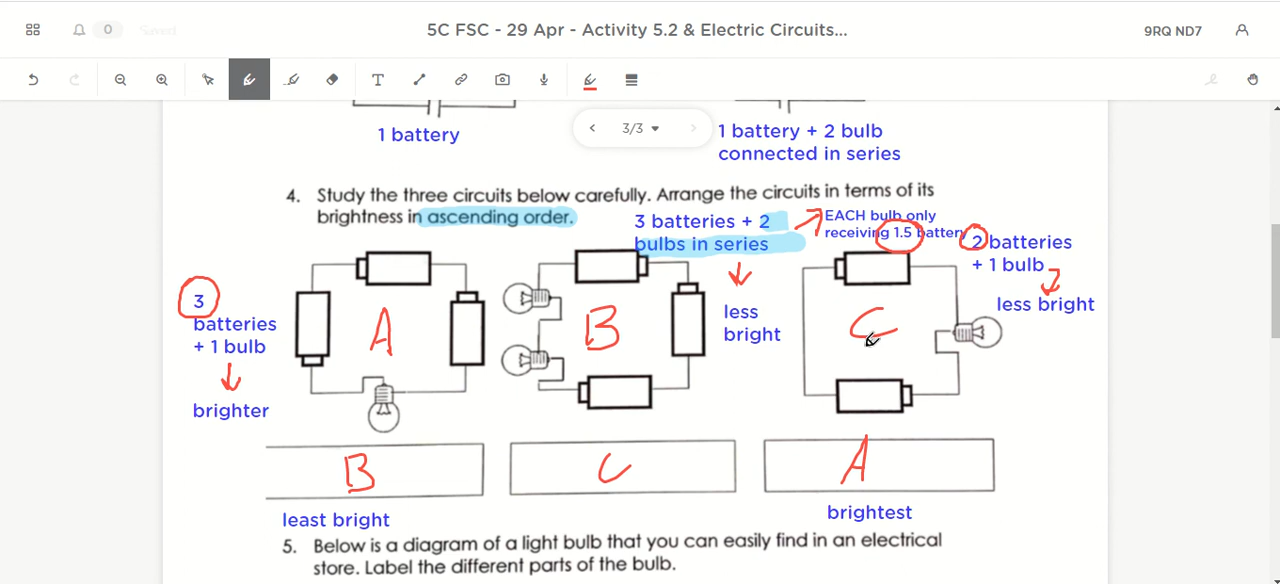 0
Saved
5C FSC - 29 Apr - Activity 5.2 & Electric Circuits...
9RQ ND7
T
1 battery
3/3
1 battery + 2 bulb
connected in series
4. Study the three circuits below carefully. Arrange the circuits in terms of its
brightness in ascending order.
3 batteries + 2
bulbs in series
EACH bulb only
receiving 1.5 batter
2 batteries
+ 1 bulb
less bright
3
batteries
+ 1 bulb
brighter
A
B
less
bright
C
B
C
A
least bright
brightest
5. Below is a diagram of a light bulb that you can easily find in an electrical
store. Label the different parts of the bulb.